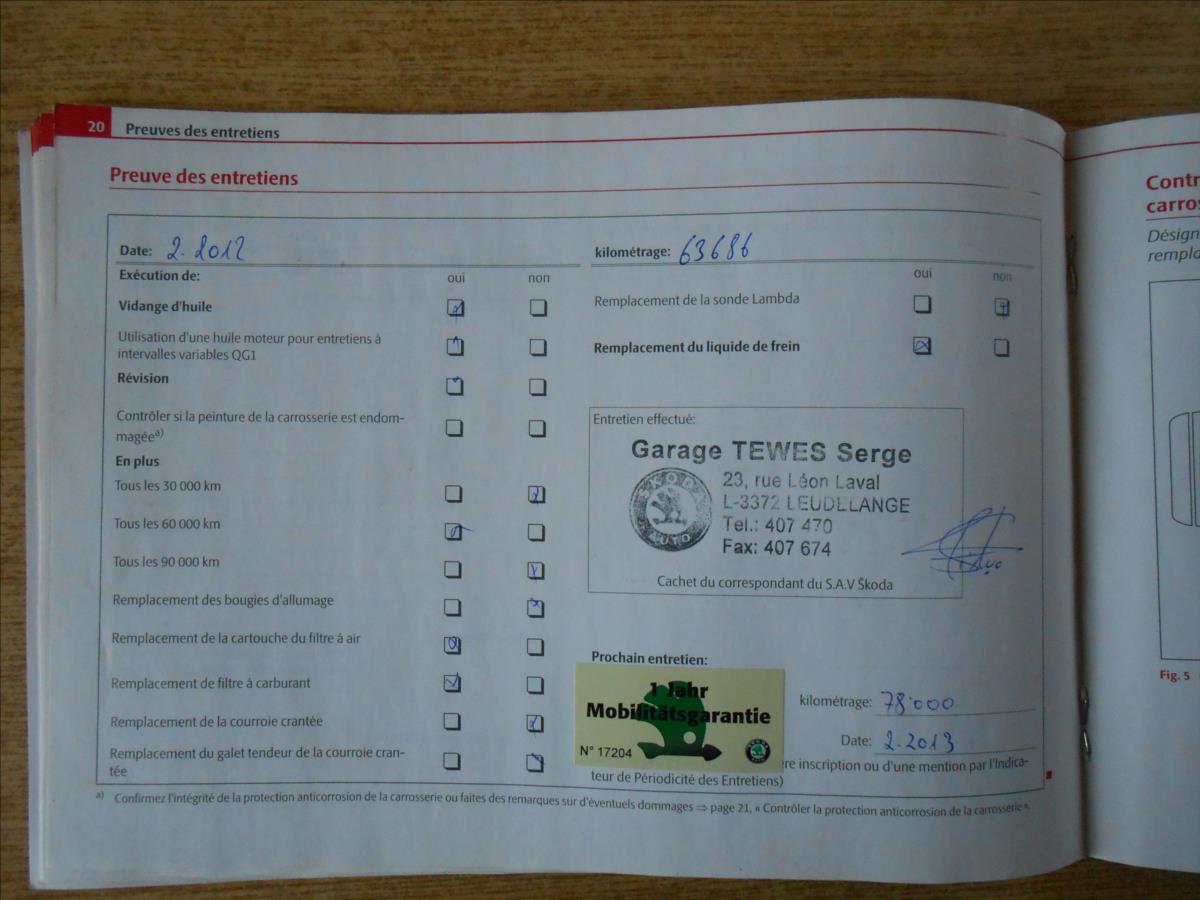 20 Preuves des entretiens
Preuve des entretiens
Date: 2.2012
kilométrage: 63686
Exécution de: oui non
oui non
Vidange d'huile
Remplacement de la sonde Lambda
Utilisation d'une huile moteur pour entretiens à
intervalles variables QG1
Remplacement du liquide de frein
Révision
Contrôler si la peinture de la carrosserie est endom-
magée a)
En plus
Tous les 30 000 km
Tous les 60 000 km
Tous les 90 000 km
Remplacement des bougies d'allumage
Remplacement de la cartouche du filtre à air
Remplacement de filtre à carburant
Remplacement de la courroie crantée
Remplacement du galet tendeur de la courroie cran-
tée
Entretien effectué:
Garage TEWES Serge
23, rue Léon Laval
L-3372 LEUDELANGE
Tel.: 407 470
Fax: 407 674
SKODA
AUTO
Cachet du correspondant du S.A.V Škoda
Prochain entretien:
1 Jahr
Mobilitätsgarantie
N° 17204
kilométrage: 78.000
Date: 2.2013
re inscription ou d'une mention par l'Indica-
teur de Périodicité des Entretiens)
a) Confirmez l'intégrité de la protection anticorrosion de la carrosserie ou faites des remarques sur d'éventuels dommages ⇒ page 21, « Contrôler la protection anticorrosion de la carrosserie ».
Contr
carros
Désign
rempla
Fig. 5